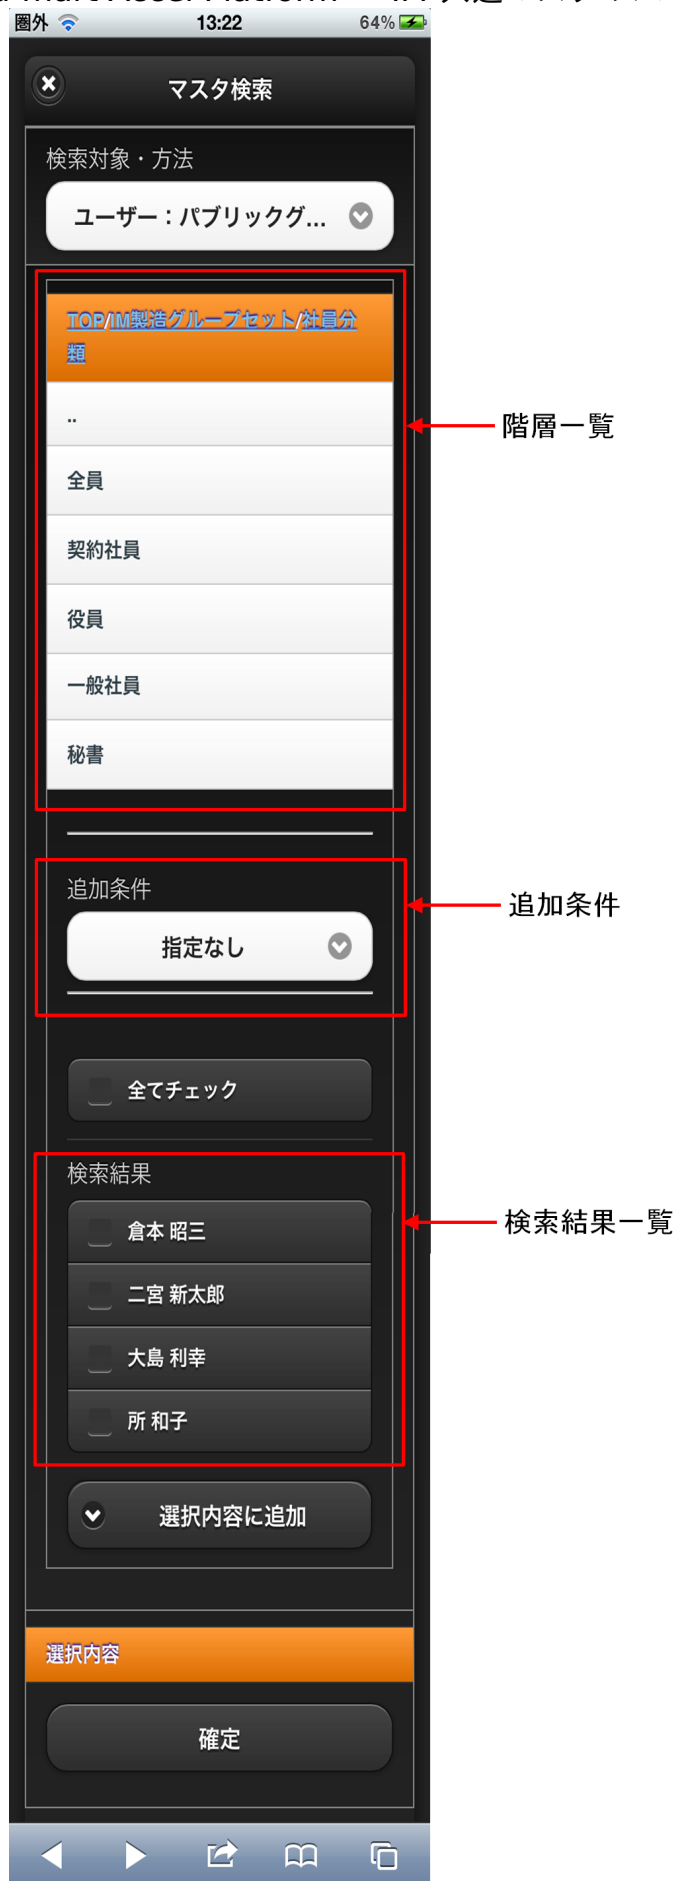 圏外 13:22 64%
マスタ検索
検索対象・方法
ユーザー：パブリックグ...
TOP/IM製造グループセット/社員分
類
..
階層一覧
全員
契約社員
役員
一般社員
秘書
追加条件
追加条件
指定なし
全てチェック
検索結果
検索結果一覧
倉本 昭三
二宮 新太郎
大島 利幸
所 和子
選択内容に追加
選択内容
確定